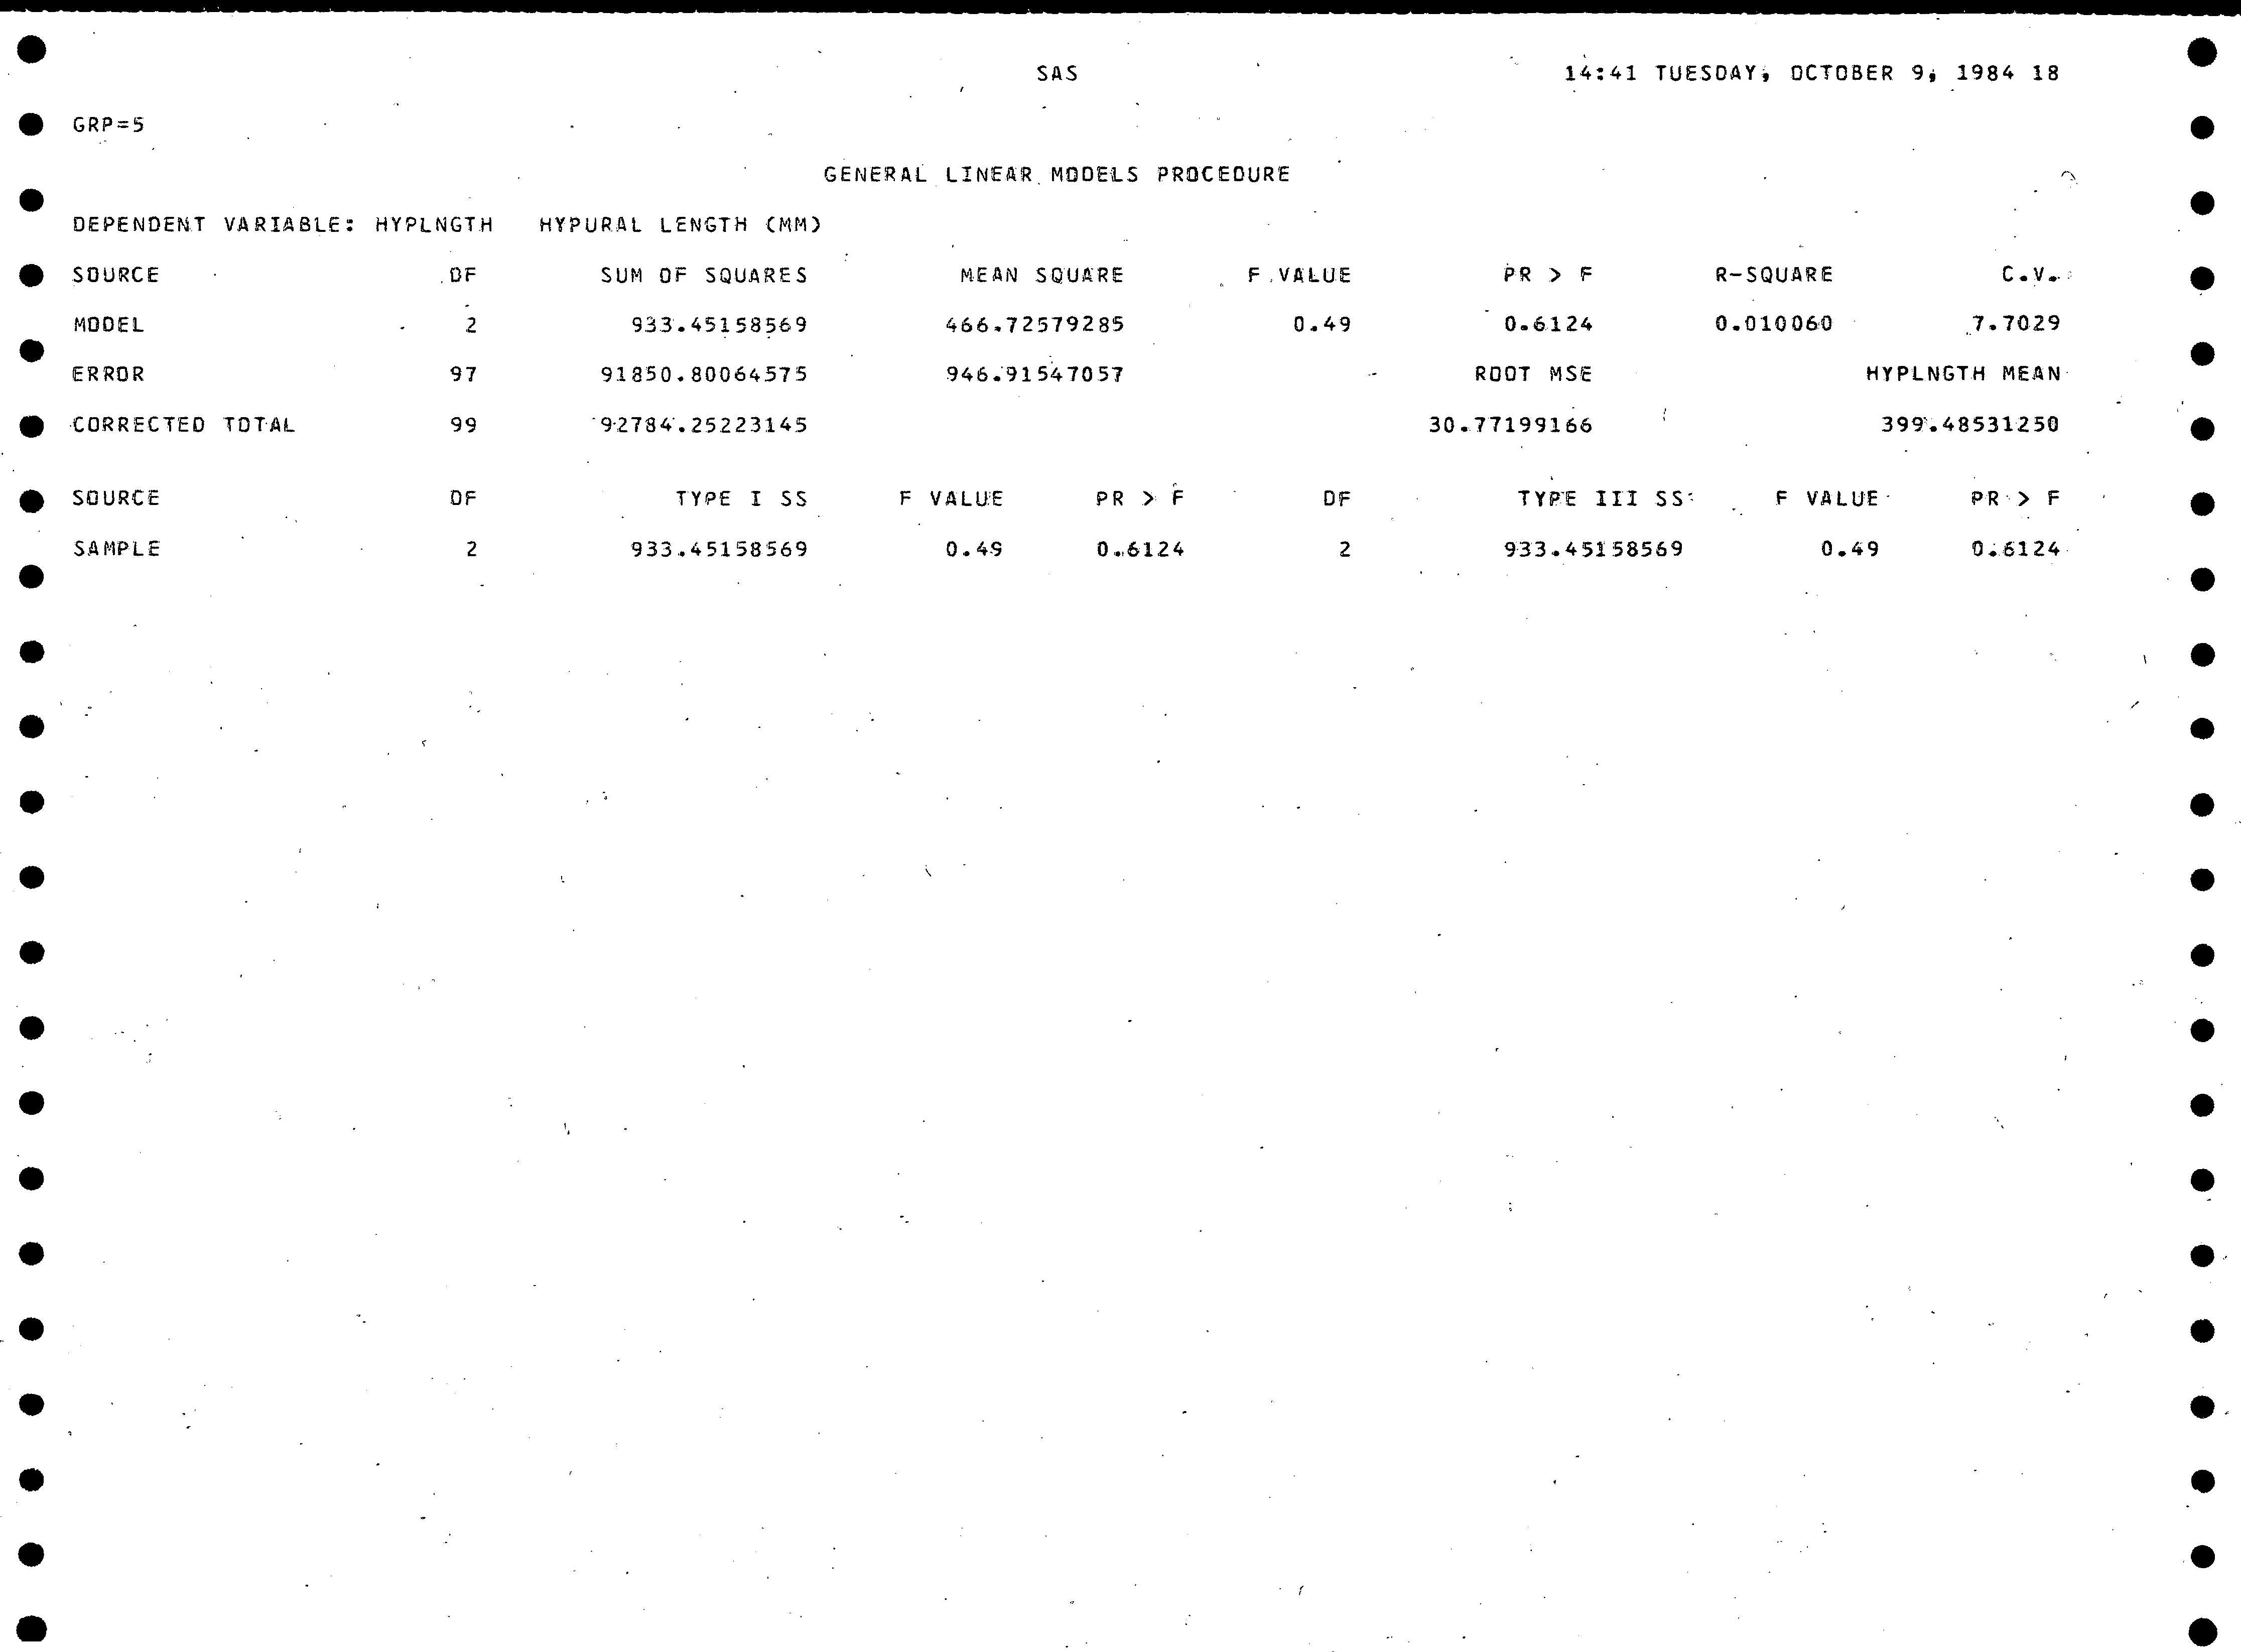 SAS 14:41 TUESDAY, OCTOBER 9, 1984 18
GRP=5
GENERAL LINEAR MODELS PROCEDURE
DEPENDENT VARIABLE: HYPLNGTH HYPURAL LENGTH (MM)
SOURCE DF SUM OF SQUARES MEAN SQUARE F VALUE PR > F R-SQUARE C.V.
MODEL 2 933.45158569 466.72579285 0.49 0.6124 0.010060 7.7029
ERROR 97 91850.80064575 946.91547057 ROOT MSE HYPLNGTH MEAN
CORRECTED TOTAL 99 92784.25223145 30.77199166 399.48531250
SOURCE DF TYPE I SS F VALUE PR > F DF TYPE III SS F VALUE PR > F
SAMPLE 2 933.45158569 0.49 0.6124 2 933.45158569 0.49 0.6124